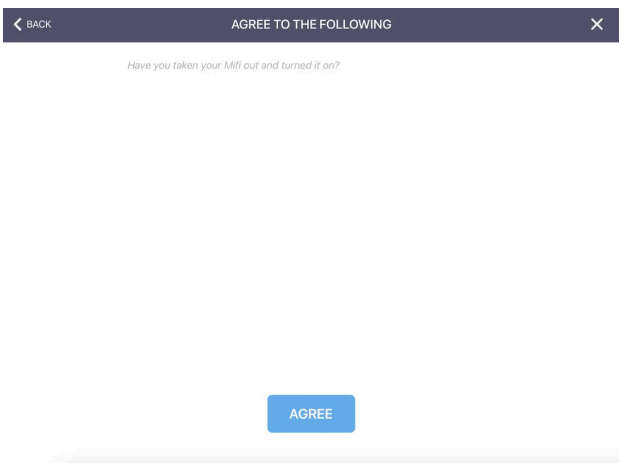 BACK
AGREE TO THE FOLLOWING
Have you taken your Mifi out and turned it on?
AGREE